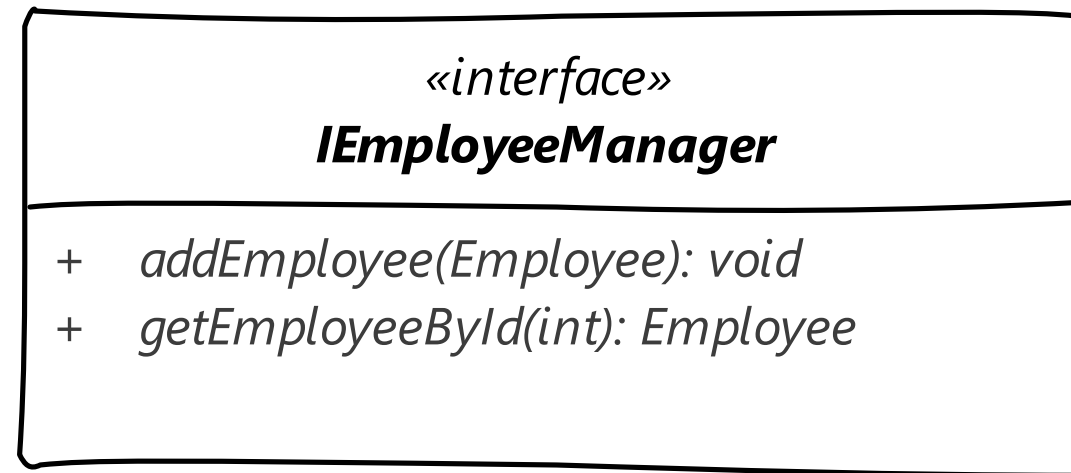 «interface»
IEmployeeManager
+ addEmployee(Employee): void
+ getEmployeeById(int): Employee